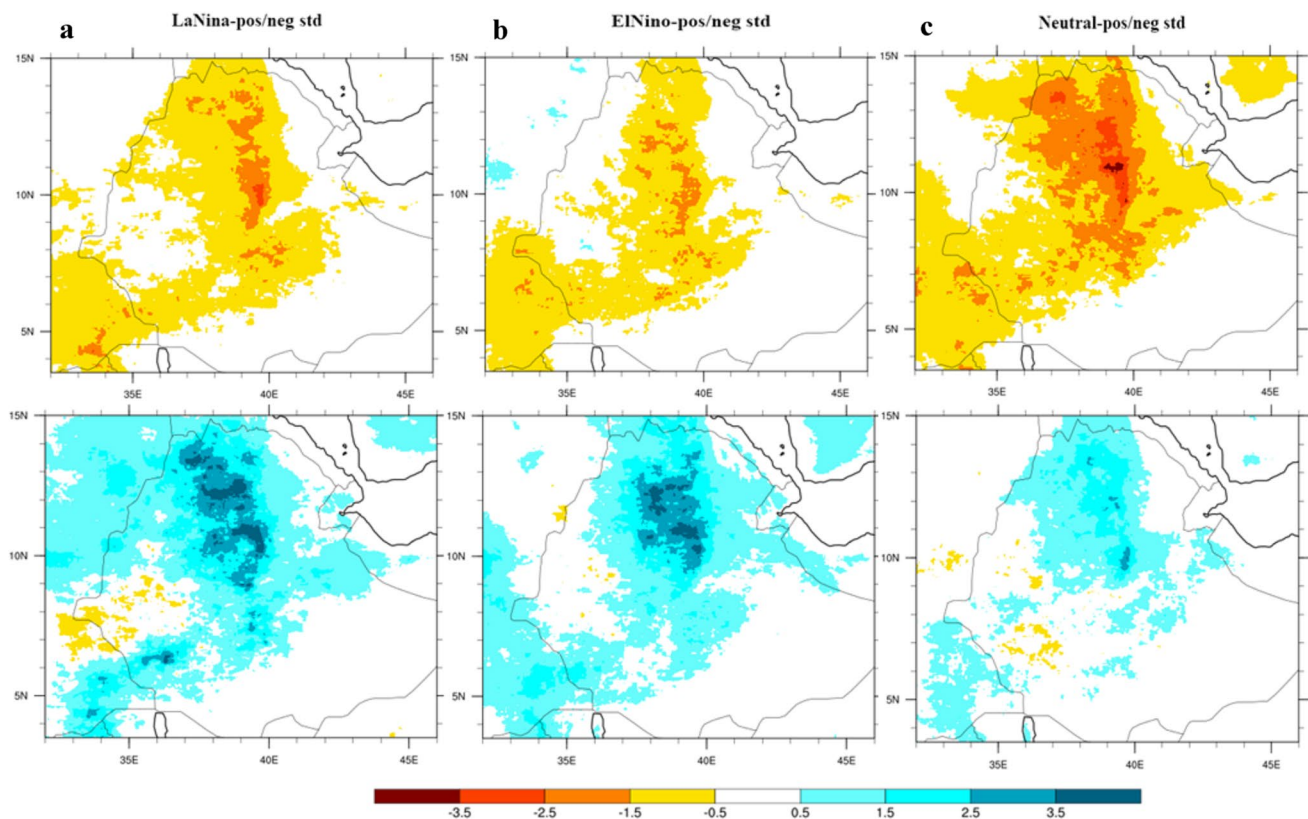 a LaNina-pos/neg std b ElNino-pos/neg std c Neutral-pos/neg std
15N 15N 15N
10N 10N 10N
5N 5N 5N
35E 40E 45E 35E 40E 45E 35E 40E 45E
15N 15N 15N
10N 10N 10N
5N 5N 5N
35E 40E 45E 35E 40E 45E 35E 40E 45E
-3.5 -2.5 -1.5 -0.5 0.5 1.5 2.5 3.5